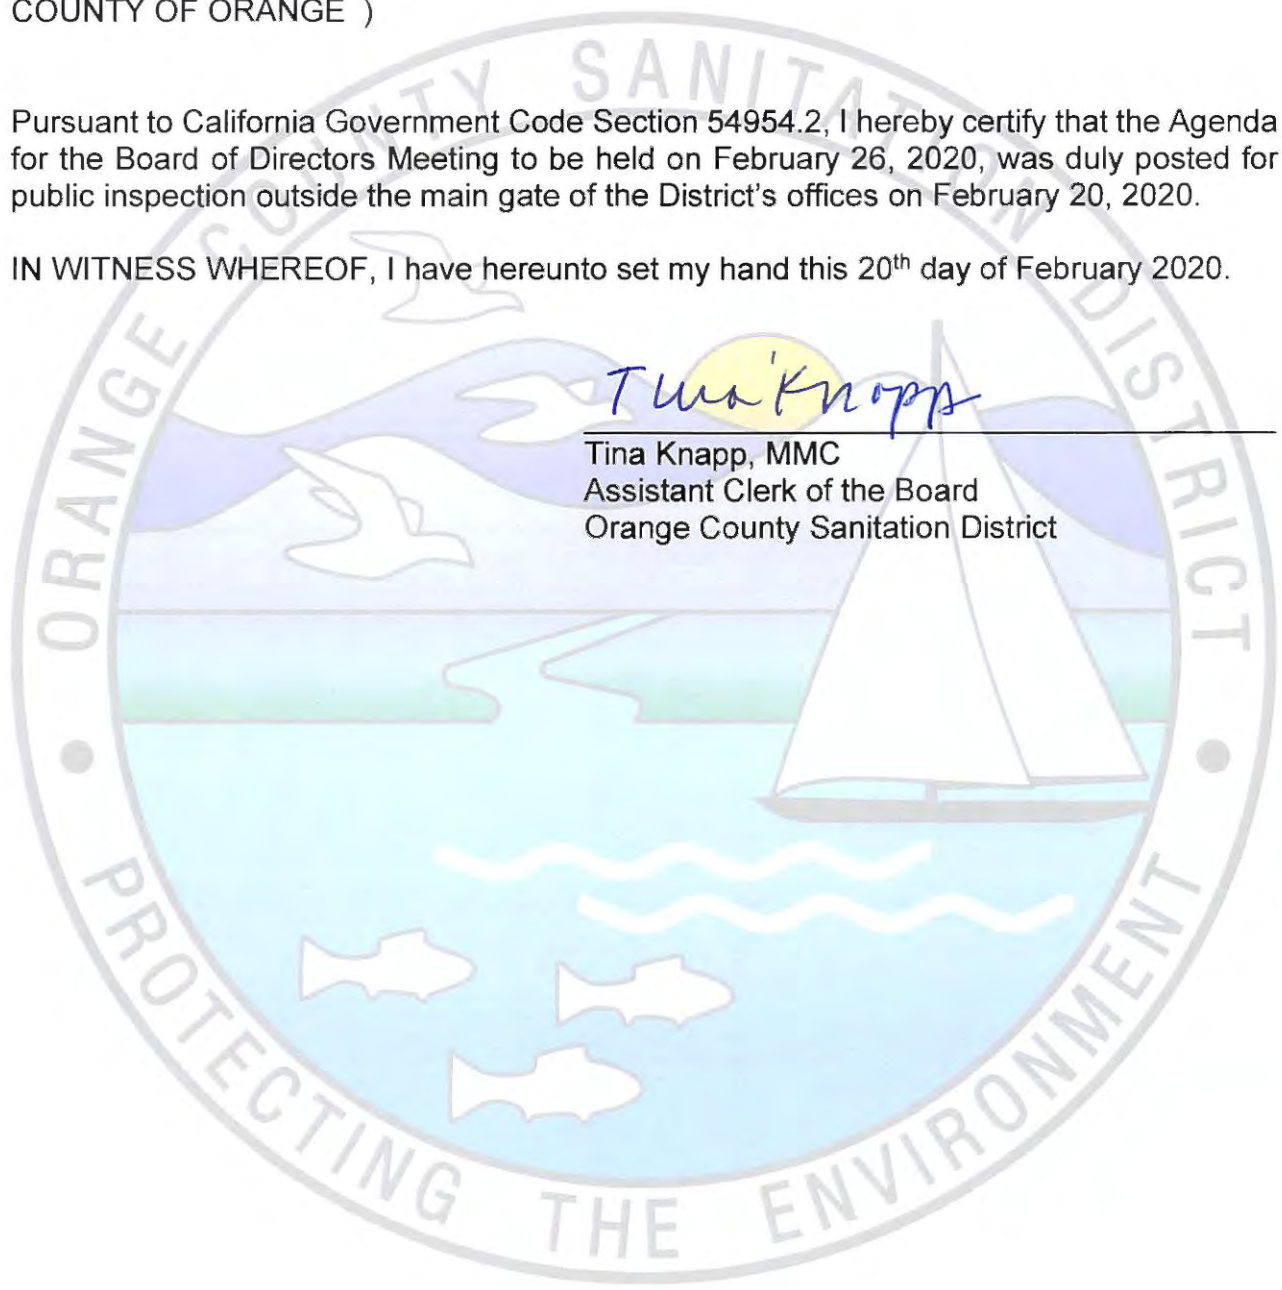 COUNTY OF ORANGE )
Pursuant to California Government Code Section 54954.2, I hereby certify that the Agenda
for the Board of Directors Meeting to be held on February 26, 2020, was duly posted for
public inspection outside the main gate of the District's offices on February 20, 2020.
IN WITNESS WHEREOF, I have hereunto set my hand this 20th day of February 2020.
Tina Knapp
Tina Knapp, MMC
Assistant Clerk of the Board
Orange County Sanitation District
ORANGE COUNTY SANITATION DISTRICT
PROTECTING THE ENVIRONMENT